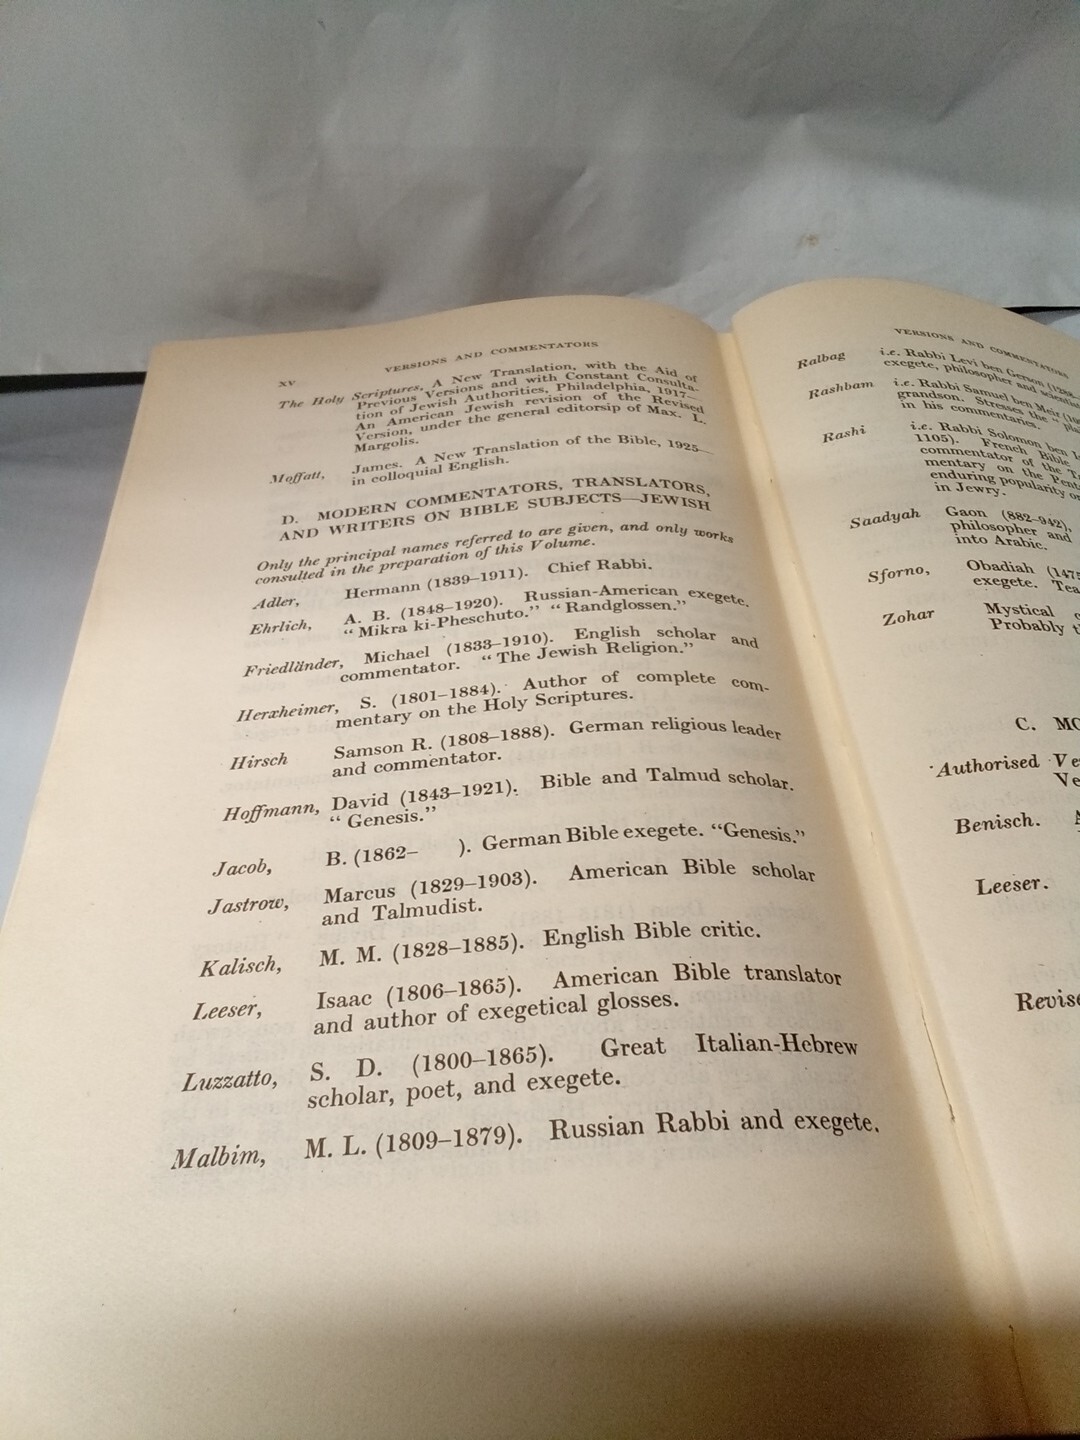 XV
VERSIONS AND COMMENTATORS
The Holy Scriptures. A New Translation, with the Aid of
Previous Versions and with Constant Consulta-
tion of Jewish Authorities, Philadelphia, 1917—
An American Jewish revision of the Revised
Version, under the general editorsip of Max. L.
Margolis.
Moffatt, James. A New Translation of the Bible, 1925—
in colloquial English.
D. MODERN COMMENTATORS, TRANSLATORS,
AND WRITERS ON BIBLE SUBJECTS—JEWISH
Only the principal names referred to are given, and only works
consulted in the preparation of this Volume.
Adler, Hermann (1839–1911). Chief Rabbi.
Ehrlich, A. B. (1848–1920). Russian-American exegete.
“Mikra ki-Pheschuto.” “Randglossen.”
Friedländer, Michael (1833–1910). English scholar and
commentator. “The Jewish Religion.”
Herxheimer, S. (1801–1884). Author of complete com-
mentary on the Holy Scriptures.
Hirsch Samson R. (1808–1888). German religious leader
and commentator.
Hoffmann, David (1843–1921). Bible and Talmud scholar.
“Genesis.”
Jacob, B. (1862– ). German Bible exegete. “Genesis.”
Jastrow, Marcus (1829–1903). American Bible scholar
and Talmudist.
Kalisch, M. M. (1828–1885). English Bible critic.
Leeser, Isaac (1806–1865). American Bible translator
and author of exegetical glosses.
Luzzatto, S. D. (1800–1865). Great Italian-Hebrew
scholar, poet, and exegete.
Malbim, M. L. (1809–1879). Russian Rabbi and exegete.
VERSIONS AND COMMENTATORS
Ralbag i.e. Rabbi Levi ben Gerson
exegete, philosopher and
Rashbam i.e. Rabbi Samuel ben Meir
grandson. Stresses the
in his commentaries.
Rashi i.e. Rabbi Solomon ben
1105). French Bible
commentator of the
mentary on the
enduring popularity
in Jewry.
Saadyah Gaon (882–942),
philosopher and
into Arabic.
Sforno, Obadiah
exegete.
Zohar Mystical
Probably
C.
Authorised
Benisch.
Leeser.